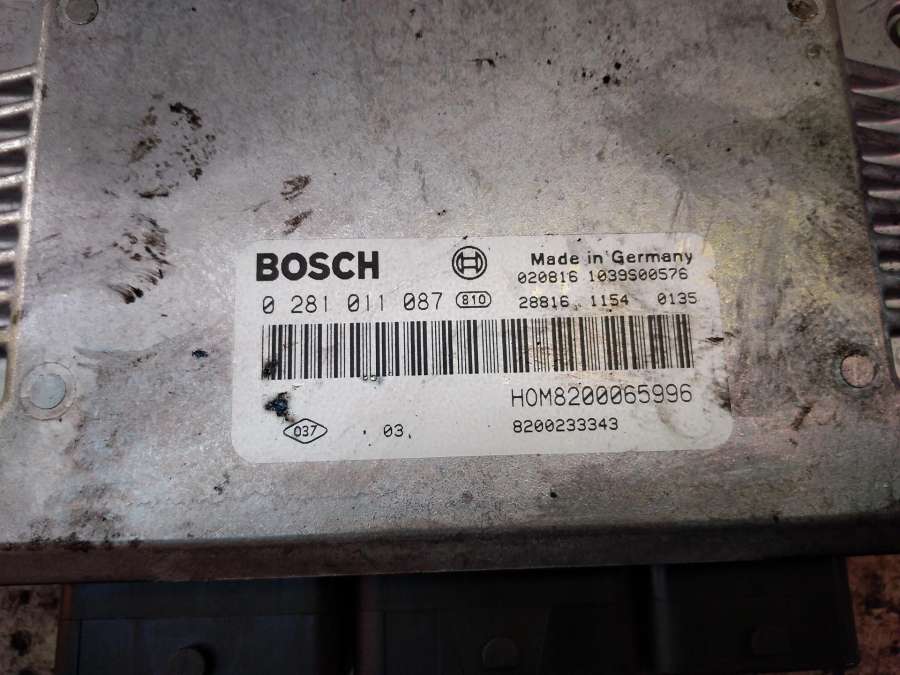 BOSCH
Made in Germany
020816 1039S00576
0 281 011 087 810
28816 1154 0135
HOM8200065996
037 03 8200233343